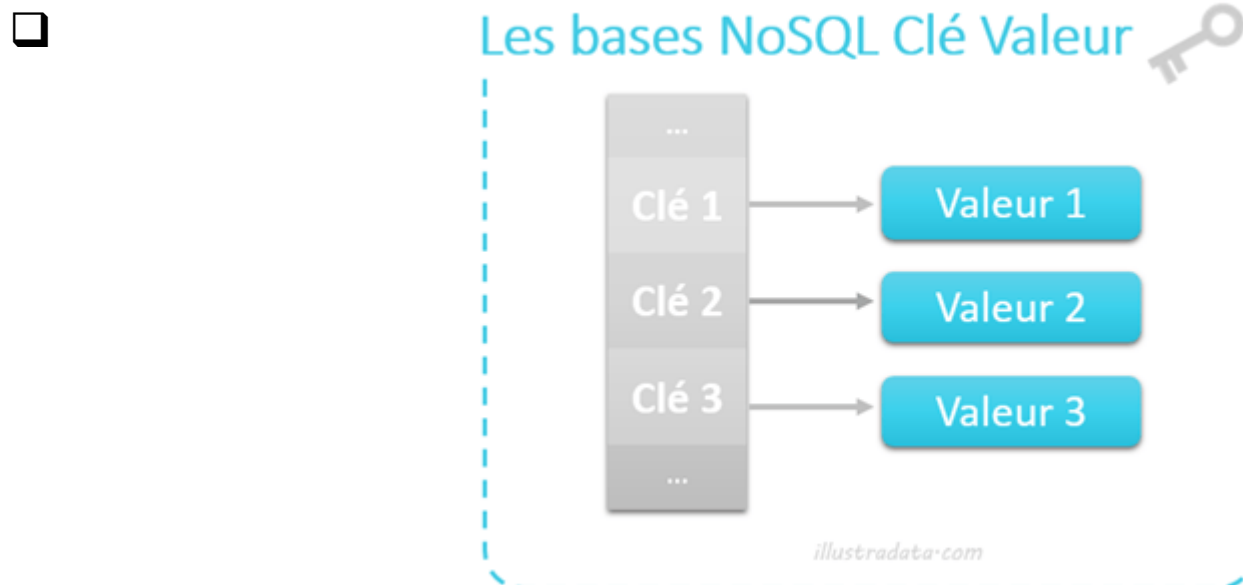 Les bases NoSQL Clé Valeur
...
Clé 1
Valeur 1
Clé 2
Valeur 2
Clé 3
Valeur 3
...
illustradata.com